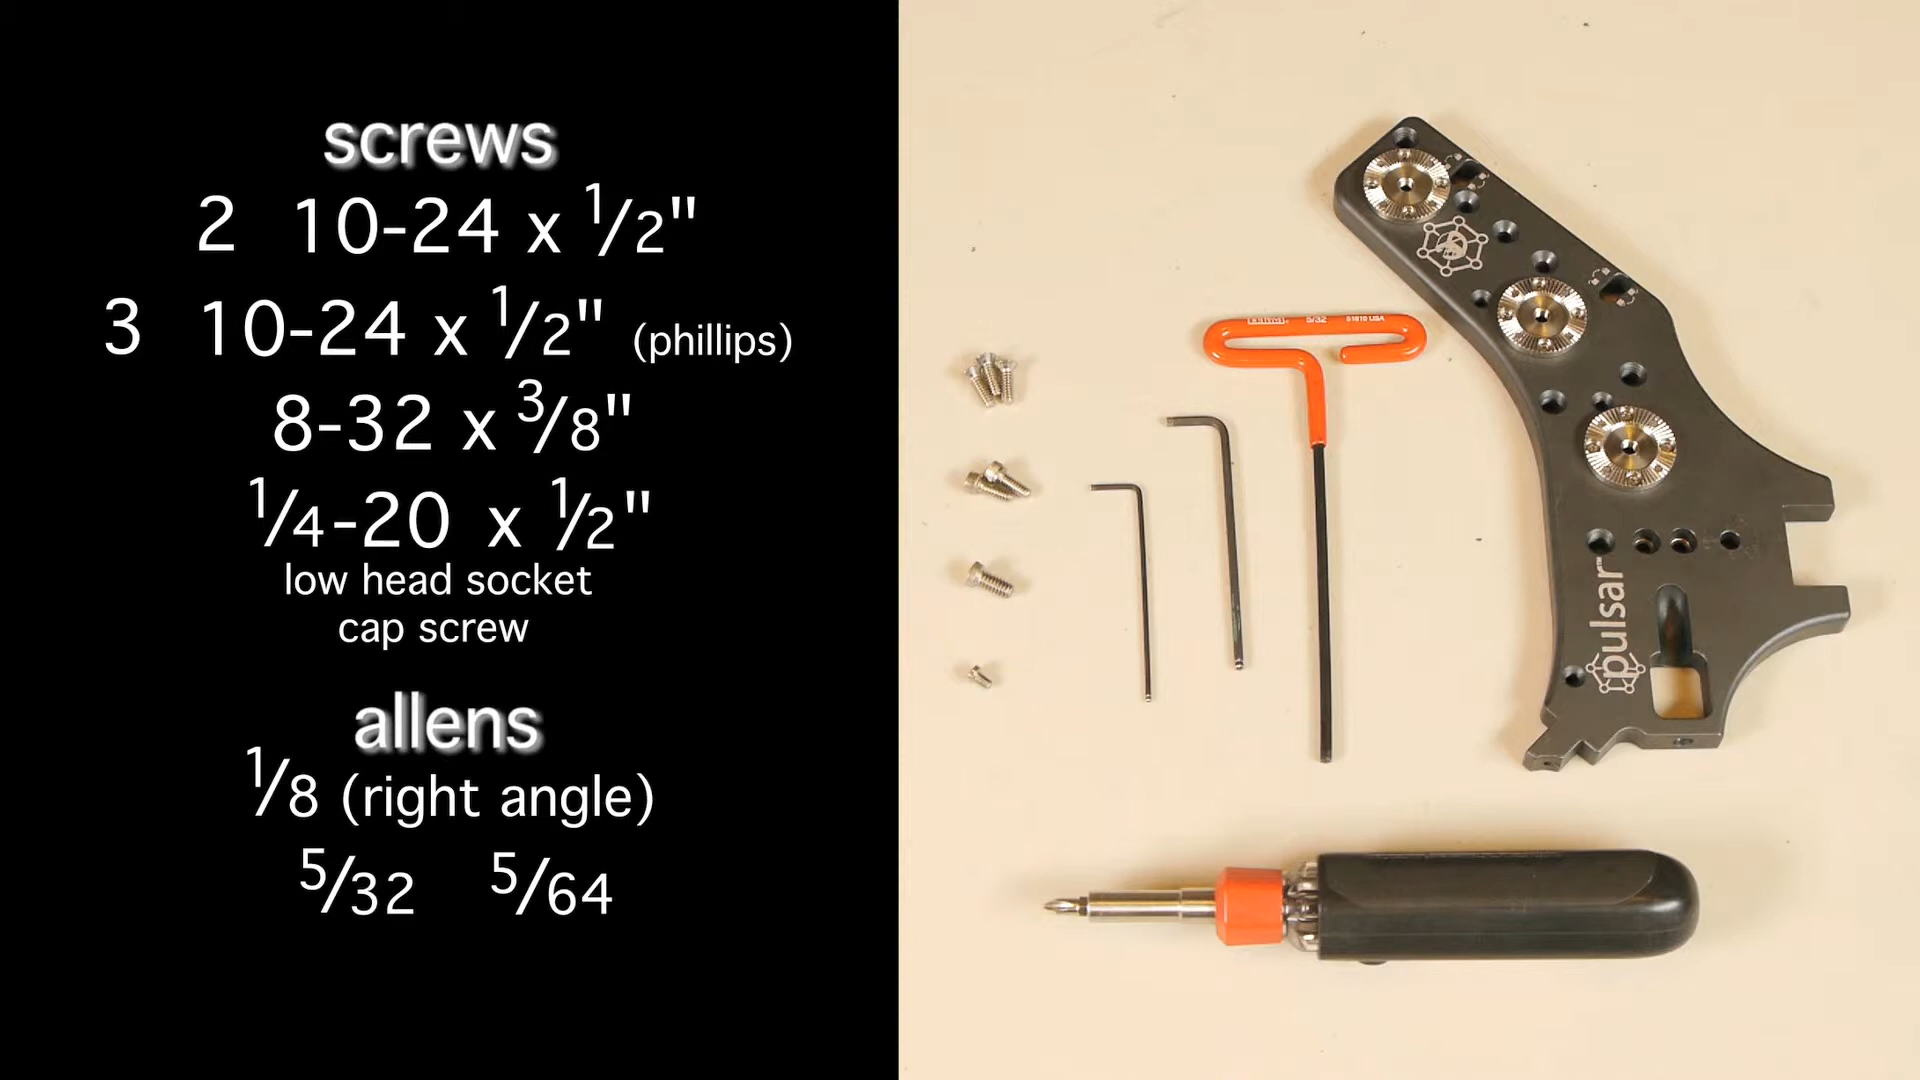 screws
2 10-24 x 1/2"
3 10-24 x 1/2" (phillips)
8-32 x 3/8"
1/4-20 x 1/2"
low head socket
cap screw
allens
1/8 (right angle)
5/32 5/64
5/32
pulsar™